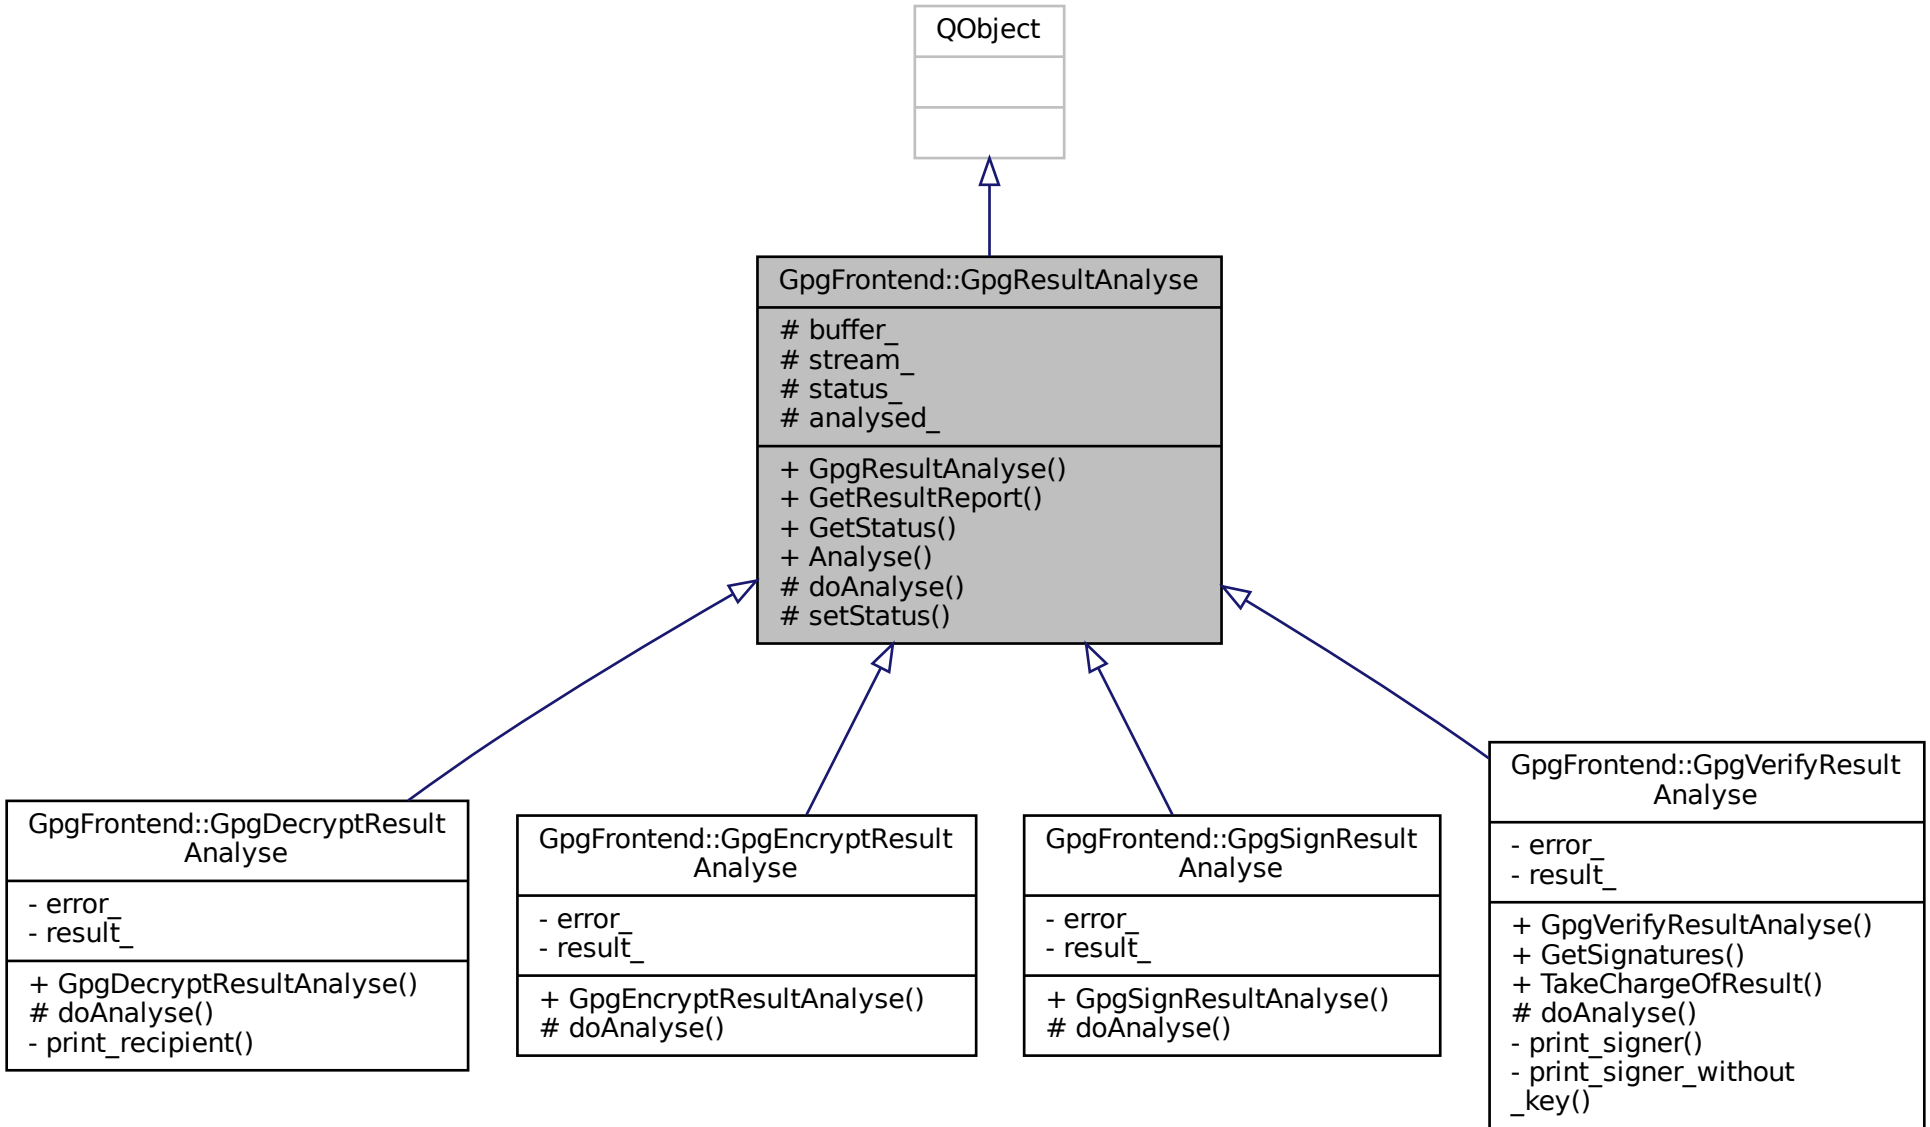 QObject
GpgFrontend::GpgResultAnalyse
# buffer_
# stream_
# status_
# analysed_
+ GpgResultAnalyse()
+ GetResultReport()
+ GetStatus()
+ Analyse()
# doAnalyse()
# setStatus()
GpgFrontend::GpgDecryptResult
Analyse
- error_
- result_
+ GpgDecryptResultAnalyse()
# doAnalyse()
- print_recipient()
GpgFrontend::GpgEncryptResult
Analyse
- error_
- result_
+ GpgEncryptResultAnalyse()
# doAnalyse()
GpgFrontend::GpgSignResult
Analyse
- error_
- result_
+ GpgSignResultAnalyse()
# doAnalyse()
GpgFrontend::GpgVerifyResult
Analyse
- error_
- result_
+ GpgVerifyResultAnalyse()
+ GetSignatures()
+ TakeChargeOfResult()
# doAnalyse()
- print_signer()
- print_signer_without
_key()